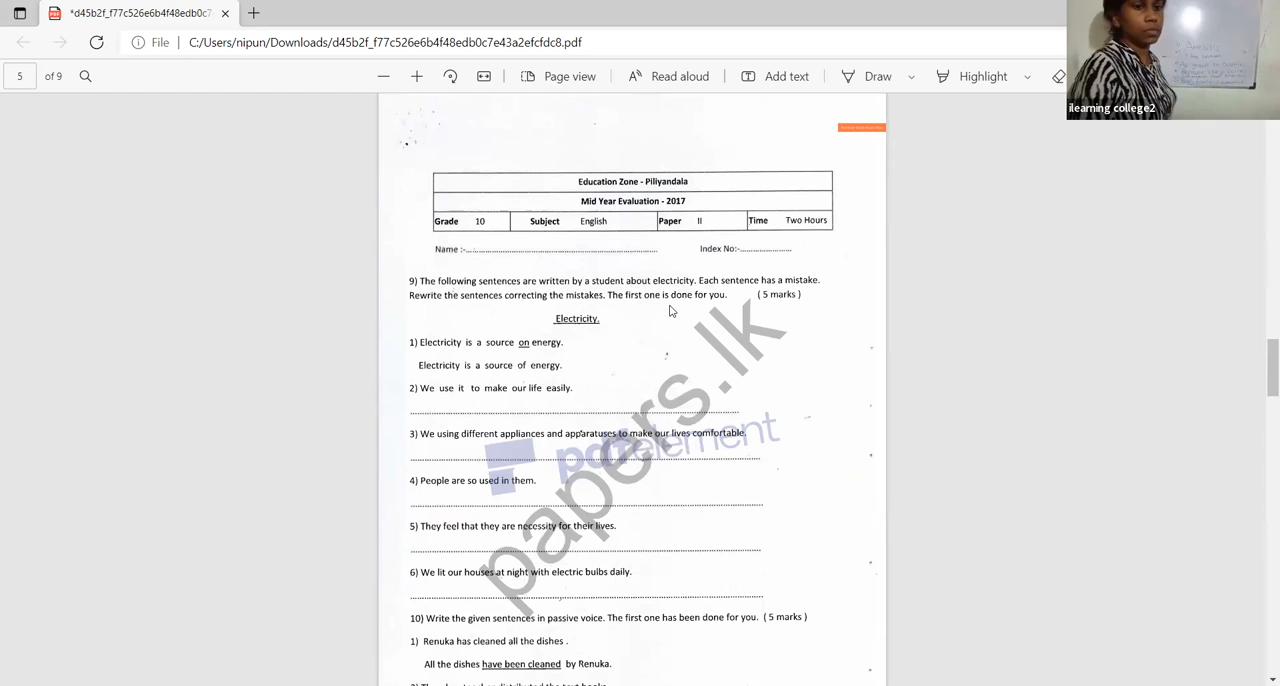 *d45b2f_f77c526e6b4f48edb0c7
File C:/Users/nipun/Downloads/d45b2f_f77c526e6b4f48edb0c7e43a2efcfdc8.pdf
5 of 9 Page view Read aloud Add text Draw Highlight
ilearning college2
Education Zone - Piliyandala
Mid Year Evaluation - 2017
Grade 10 Subject English Paper II Time Two Hours
Name :-................................................................ Index No:-......................
9) The following sentences are written by a student about electricity. Each sentence has a mistake.
Rewrite the sentences correcting the mistakes. The first one is done for you. ( 5 marks )
Electricity.
1) Electricity is a source on energy.
Electricity is a source of energy.
2) We use it to make our life easily.
3) We using different appliances and apparatuses to make our lives comfortable.
4) People are so used in them.
5) They feel that they are necessity for their lives.
6) We lit our houses at night with electric bulbs daily.
10) Write the given sentences in passive voice. The first one has been done for you. ( 5 marks )
1) Renuka has cleaned all the dishes .
All the dishes have been cleaned by Renuka.
papers.lk
element